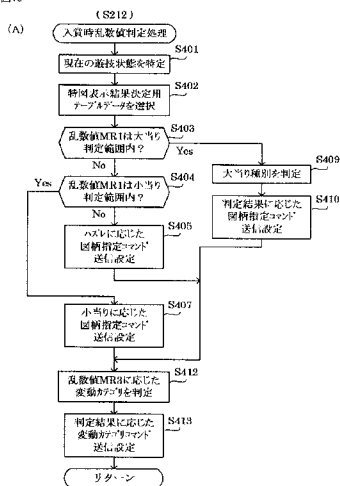 (S212)
(A)
入賞時乱数値判定処理
S401
現在の遊技状態を特定
S402
特図表示結果決定用
テーブルデータを選択
S403
乱数値MR1は大当り
判定範囲内？
Yes
No
S404
Yes
乱数値MR1は小当り
判定範囲内？
No
S405
ハズレに応じた
図柄指定コマンド
送信設定
S409
大当り種別を判定
S410
判定結果に応じた
図柄指定コマンド
送信設定
S407
小当りに応じた
図柄指定コマンド
送信設定
S412
乱数値MR3に応じた
変動カテゴリを判定
S413
判定結果に応じた
変動カテゴリコマンド
送信設定
リターン